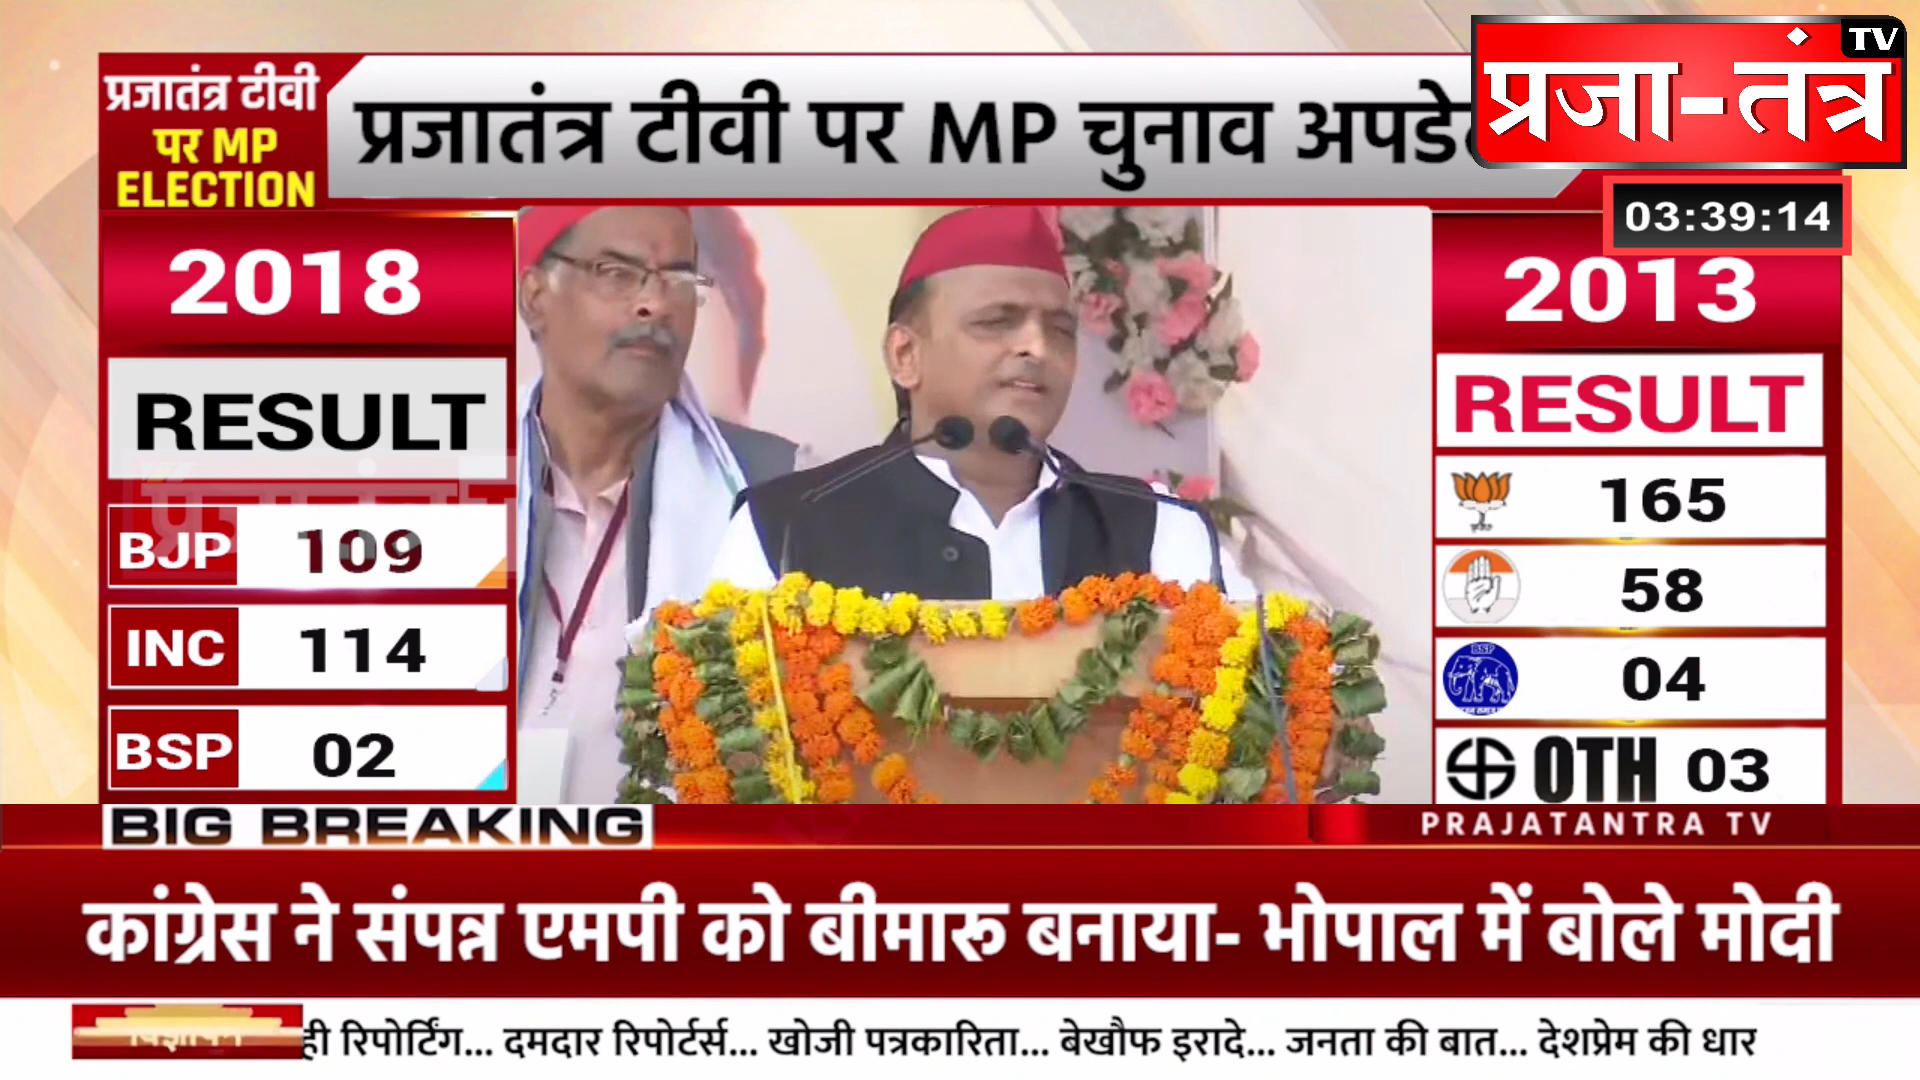 प्रजातंत्र टीवी
पर MP
ELECTION
प्रजातंत्र टीवी पर MP चुनाव
प्रजा-तंत्र
TV
03:39:14
2018
RESULT
BJP 109
INC 114
BSP 02
2013
RESULT
165
58
BSP
04
OTH 03
BIG BREAKING
PRAJATANTRA TV
कांग्रेस ने संपन्न एमपी को बीमारू बनाया- भोपाल में बोले मोदी
ही रिपोर्टिंग... दमदार रिपोर्टर्स... खोजी पत्रकारिता... बेखौफ इरादे... जनता की बात... देशप्रेम की धार